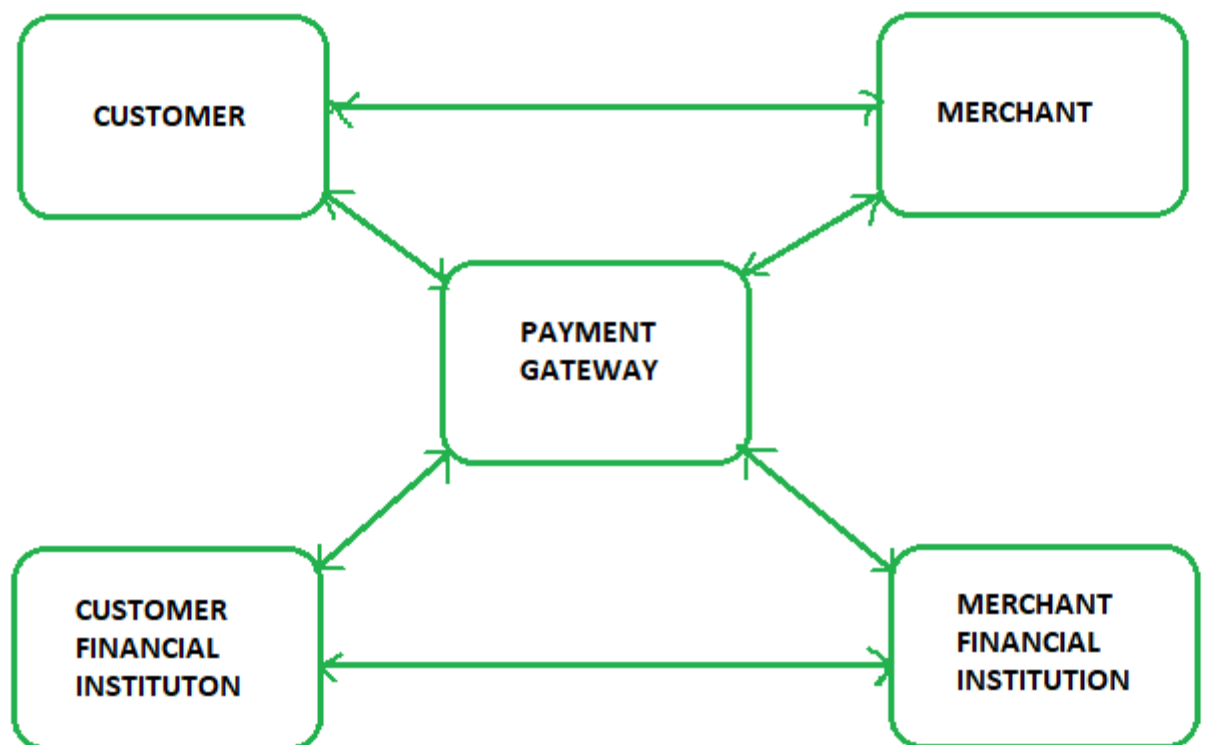 CUSTOMER
MERCHANT
PAYMENT
GATEWAY
CUSTOMER
FINANCIAL
INSTITUTON
MERCHANT
FINANCIAL
INSTITUTION